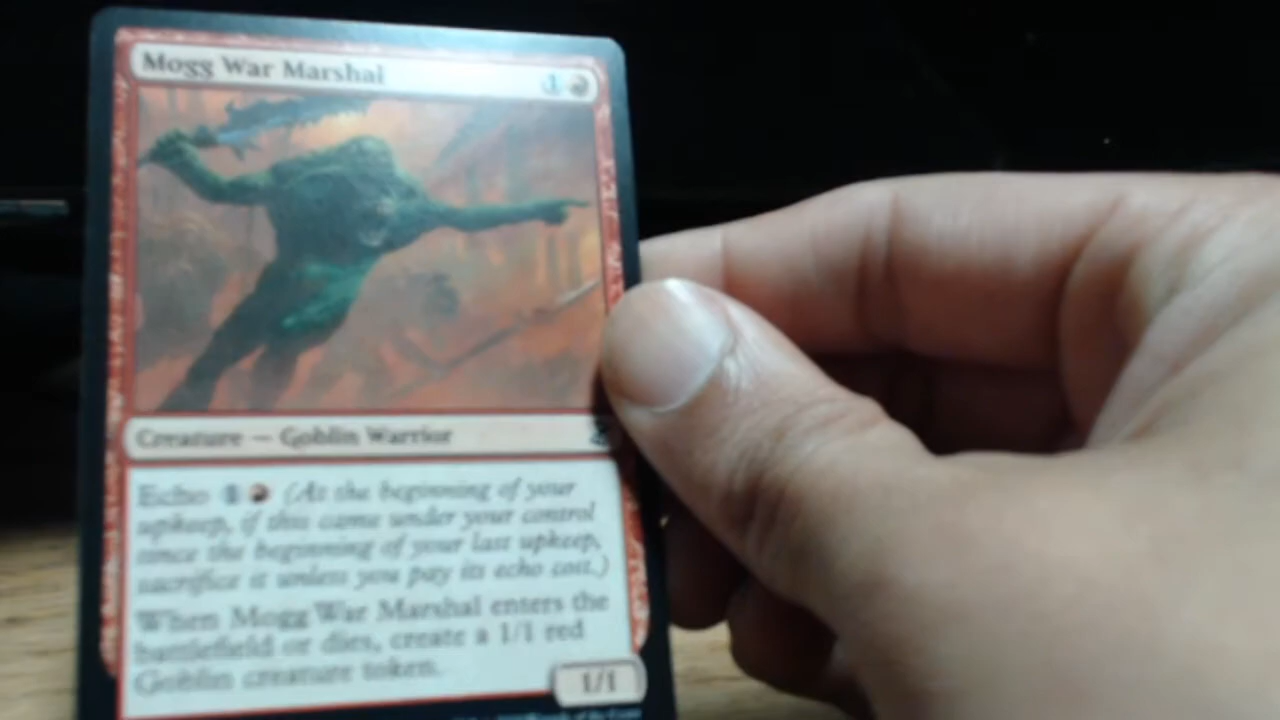 Mogg War Marshal
1
Creature — Goblin Warrior
Echo 1 (At the beginning of your
upkeep, if this came under your control
since the beginning of your last upkeep,
sacrifice it unless you pay its echo cost.)
When Mogg War Marshal enters the
battlefield or dies, create a 1/1 red
Goblin creature token.
1/1